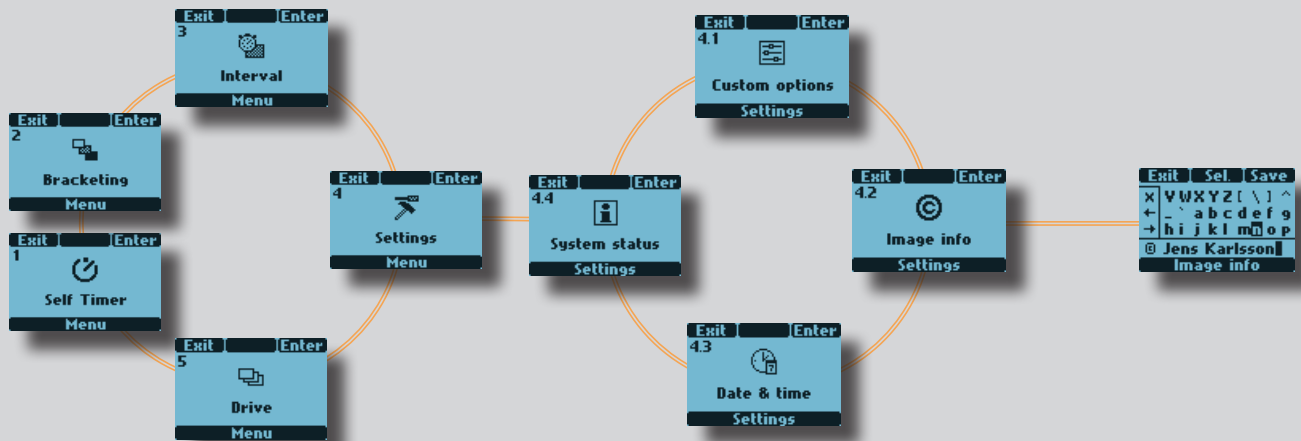 Exit Enter
3
Interval
Menu
Exit Enter
2
Bracketing
Menu
Exit Enter
1
Self Timer
Menu
Exit Enter
5
Drive
Menu
Exit Enter
4
Settings
Menu
Exit Enter
4.4
System status
Settings
Exit Enter
4.1
Custom options
Settings
Exit Enter
4.2
©
Image info
Settings
Exit Enter
4.3
7
Date & time
Settings
Exit Sel. Save
× V W X Y Z [ \ ] ^
← _ ` a b c d e f g
→ h i j k l m n o p
© Jens Karlsson
Image info